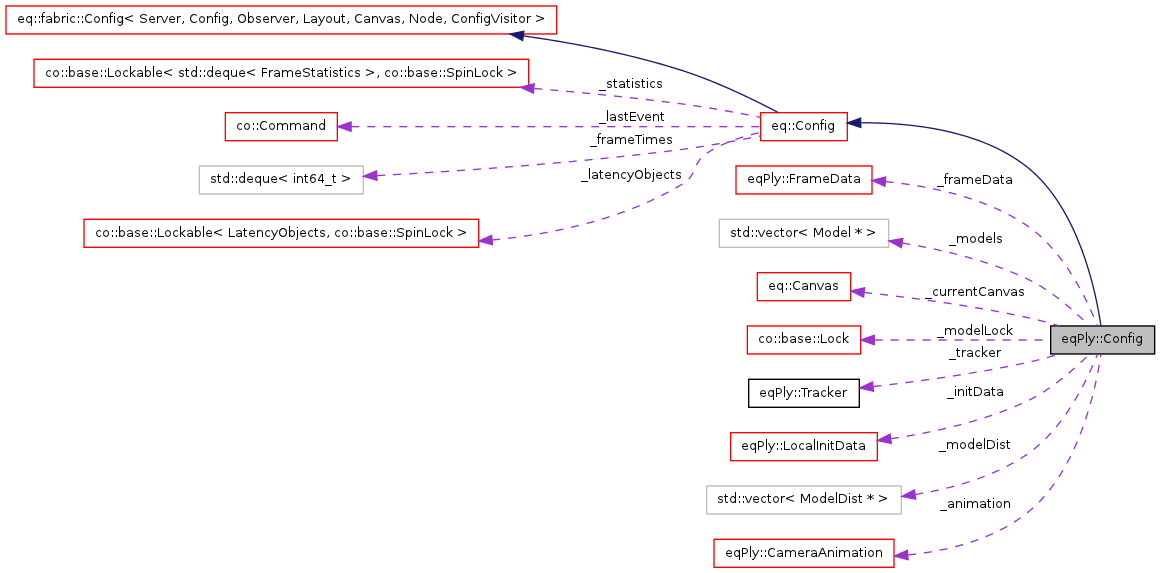 eq::fabric::Config< Server, Config, Observer, Layout, Canvas, Node, ConfigVisitor >
co::base::Lockable< std::deque< FrameStatistics >, co::base::SpinLock >
_statistics
co::Command
_lastEvent
eq::Config
_frameTimes
std::deque< int64_t >
_latencyObjects
eqPly::FrameData
_frameData
co::base::Lockable< LatencyObjects, co::base::SpinLock >
std::vector< Model * >
_models
eq::Canvas
_currentCanvas
co::base::Lock
_modelLock
eqPly::Config
_tracker
eqPly::Tracker
_initData
eqPly::LocalInitData
_modelDist
std::vector< ModelDist * >
_animation
eqPly::CameraAnimation